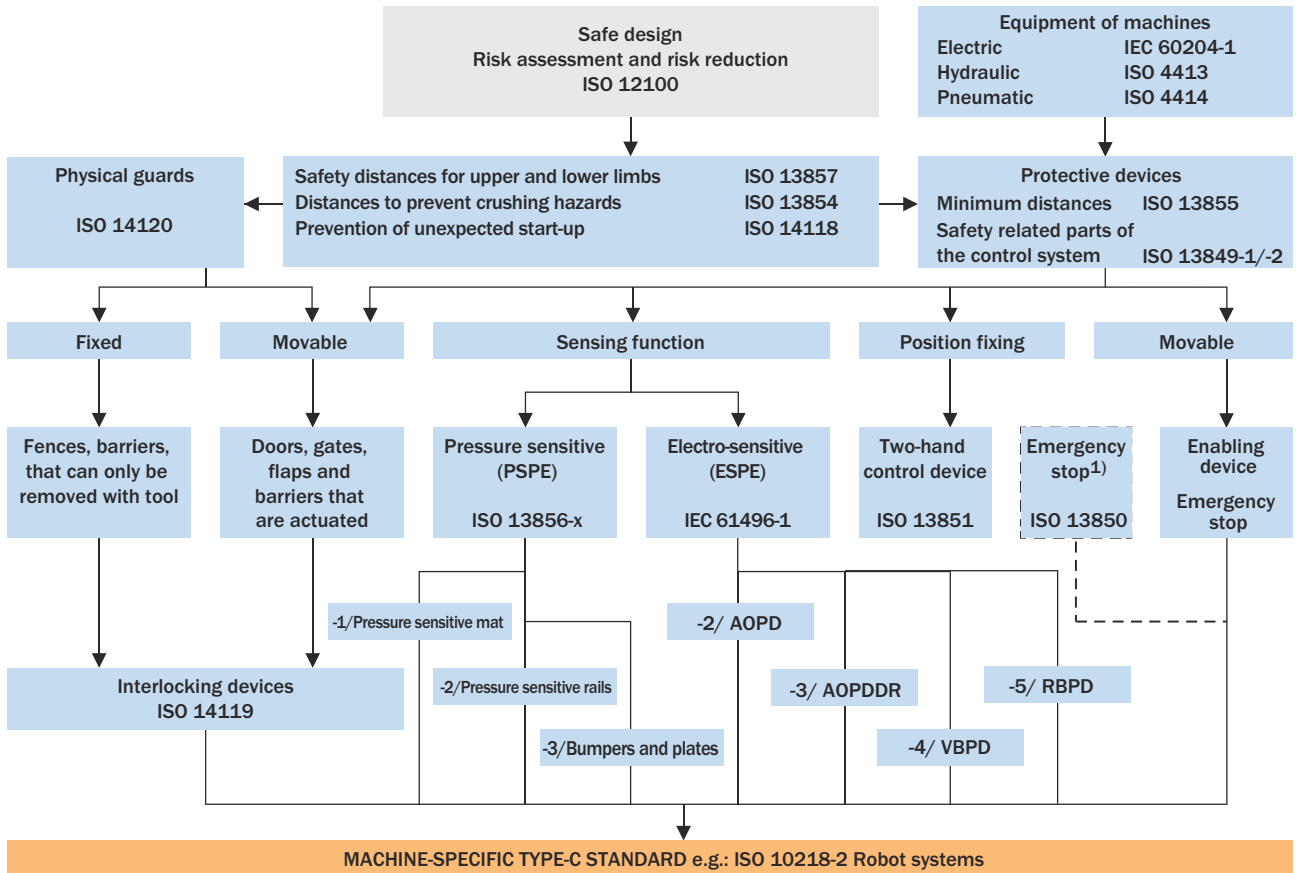 Safe design
Risk assessment and risk reduction
ISO 12100
Equipment of machines
Electric IEC 60204-1
Hydraulic ISO 4413
Pneumatic ISO 4414
Physical guards
ISO 14120
Safety distances for upper and lower limbs ISO 13857
Distances to prevent crushing hazards ISO 13854
Prevention of unexpected start-up ISO 14118
Protective devices
Minimum distances ISO 13855
Safety related parts of
the control system ISO 13849-1/-2
Fixed
Movable
Sensing function
Position fixing
Movable
Fences, barriers,
that can only be
removed with tool
Doors, gates,
flaps and
barriers that
are actuated
Pressure sensitive
(PSPE)
ISO 13856-x
Electro-sensitive
(ESPE)
IEC 61496-1
Two-hand
control device
ISO 13851
Emergency
stop1)
ISO 13850
Enabling
device
Emergency
stop
-1/Pressure sensitive mat
-2/Pressure sensitive rails
-3/Bumpers and plates
-2/ AOPD
-3/ AOPDDR
-4/ VBPD
-5/ RBPD
Interlocking devices
ISO 14119
MACHINE-SPECIFIC TYPE-C STANDARD e.g.: ISO 10218-2 Robot systems